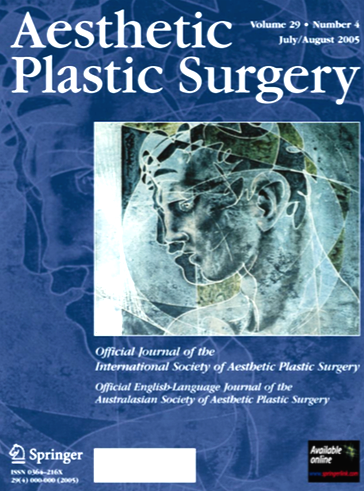 Aesthetic
Plastic Surgery
Volume 29 • Number 4
July/August 2005
Official Journal of the
International Society of Aesthetic Plastic Surgery
Official English-Language Journal of the
Australasian Society of Aesthetic Plastic Surgery
Springer
ISSN 0364-216X
29(4) 000-000 (2005)
Available
online
springerlink.com